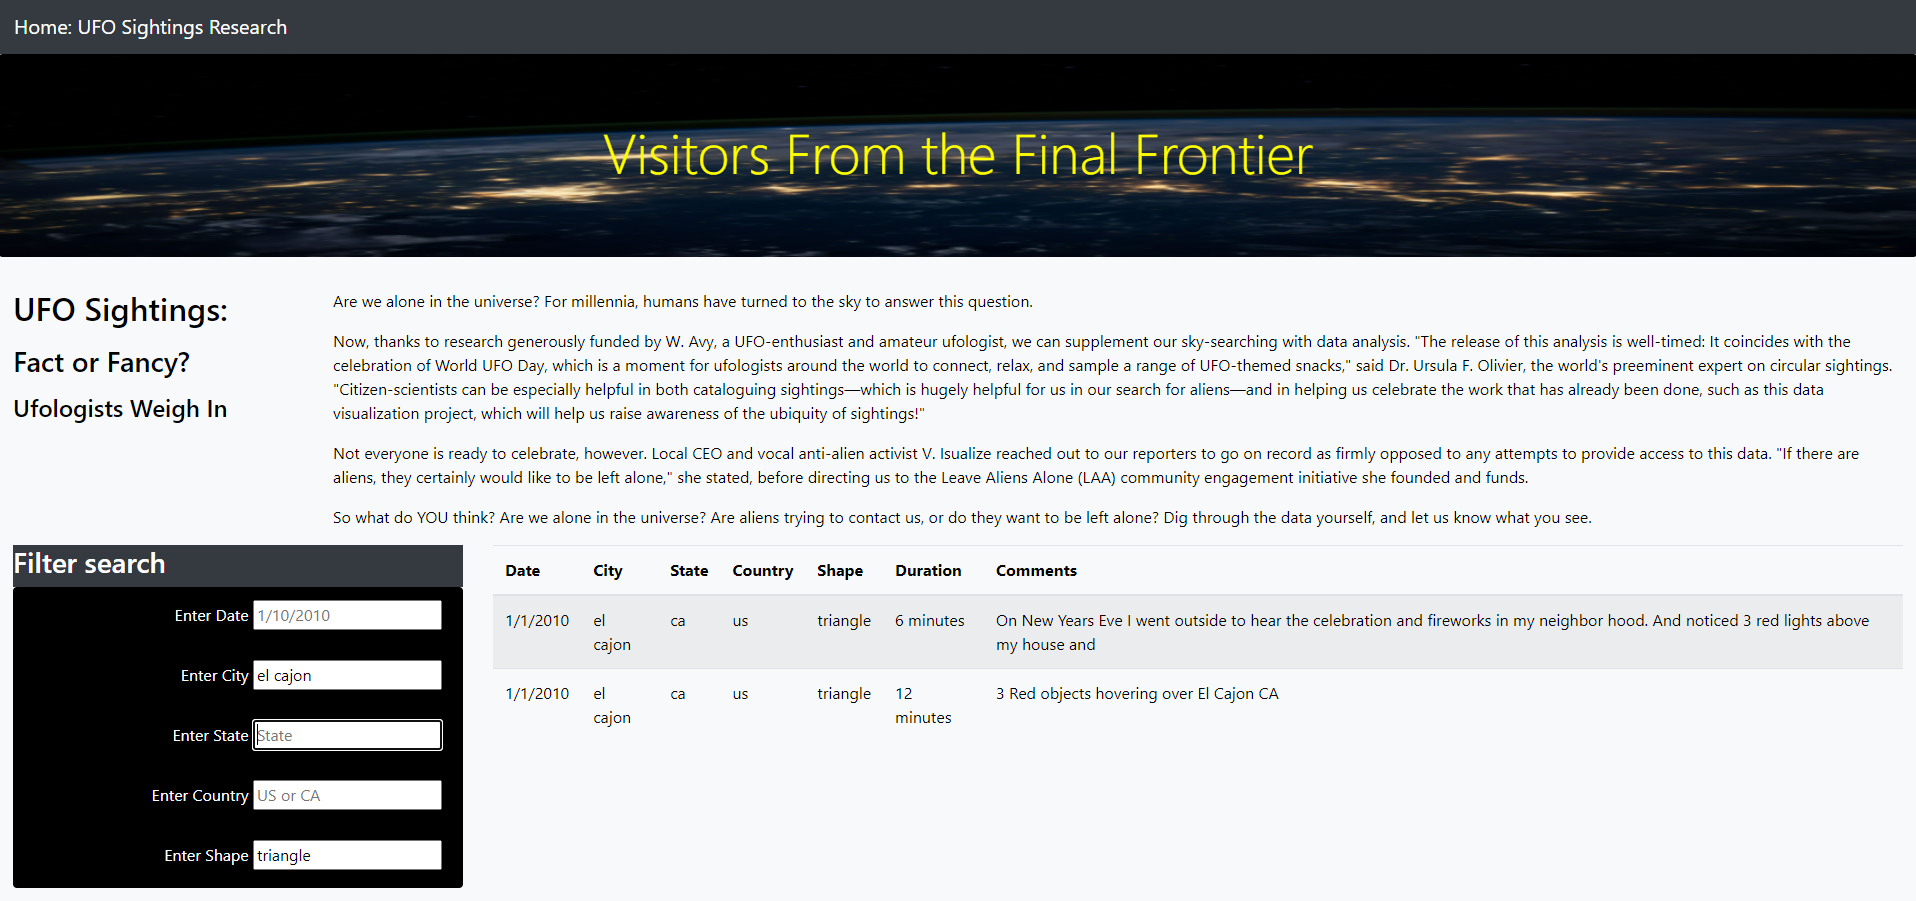 Home: UFO Sightings Research
Visitors From the Final Frontier
UFO Sightings:
Fact or Fancy?
Ufologists Weigh In
Are we alone in the universe? For millennia, humans have turned to the sky to answer this question.
Now, thanks to research generously funded by W. Avy, a UFO-enthusiast and amateur ufologist, we can supplement our sky-searching with data analysis. "The release of this analysis is well-timed: It coincides with the
celebration of World UFO Day, which is a moment for ufologists around the world to connect, relax, and sample a range of UFO-themed snacks," said Dr. Ursula F. Olivier, the world's preeminent expert on circular sightings.
"Citizen-scientists can be especially helpful in both cataloguing sightings—which is hugely helpful for us in our search for aliens—and in helping us celebrate the work that has already been done, such as this data
visualization project, which will help us raise awareness of the ubiquity of sightings!"
Not everyone is ready to celebrate, however. Local CEO and vocal anti-alien activist V. Isualize reached out to our reporters to go on record as firmly opposed to any attempts to provide access to this data. "If there are
aliens, they certainly would like to be left alone," she stated, before directing us to the Leave Aliens Alone (LAA) community engagement initiative she founded and funds.
So what do YOU think? Are we alone in the universe? Are aliens trying to contact us, or do they want to be left alone? Dig through the data yourself, and let us know what you see.
Filter search
Enter Date 1/10/2010
Enter City el cajon
Enter State State
Enter Country US or CA
Enter Shape triangle
Date City State Country Shape Duration Comments
1/1/2010 el ca us triangle 6 minutes On New Years Eve I went outside to hear the celebration and fireworks in my neighbor hood. And noticed 3 red lights above
cajon my house and
1/1/2010 el ca us triangle 12 3 Red objects hovering over El Cajon CA
cajon minutes